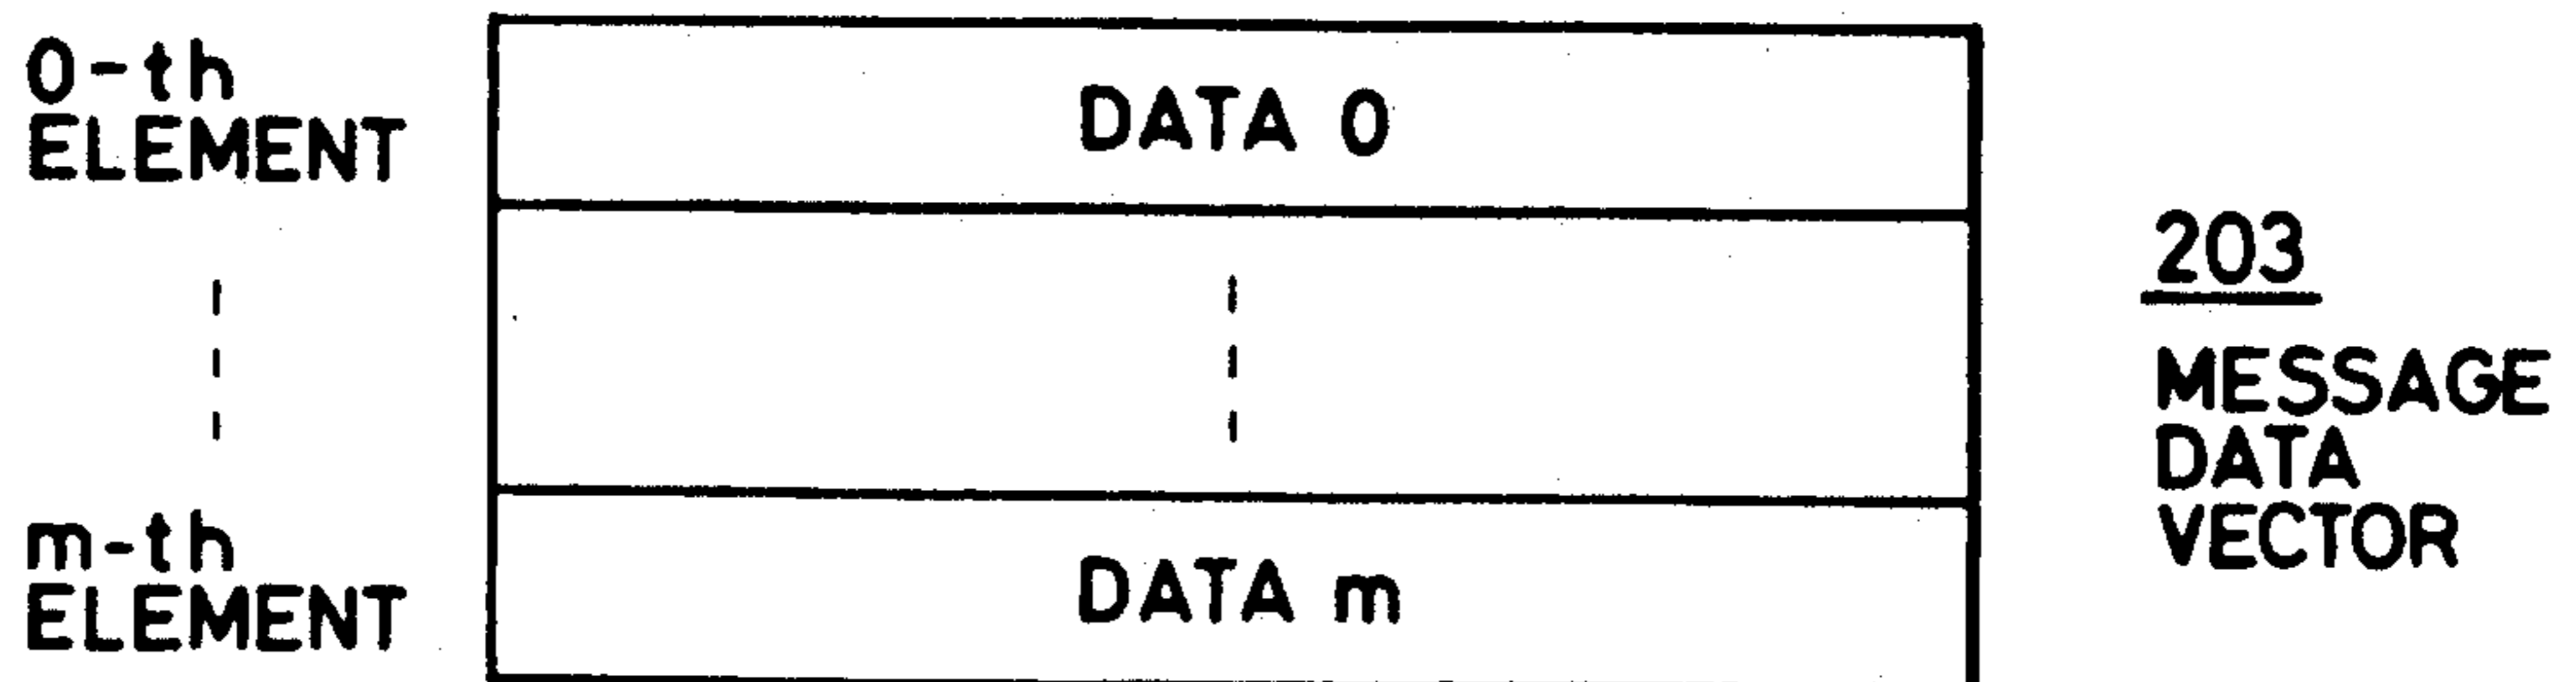 0-th
ELEMENT
DATA 0
203
MESSAGE
DATA
VECTOR
m-th
ELEMENT
DATA m